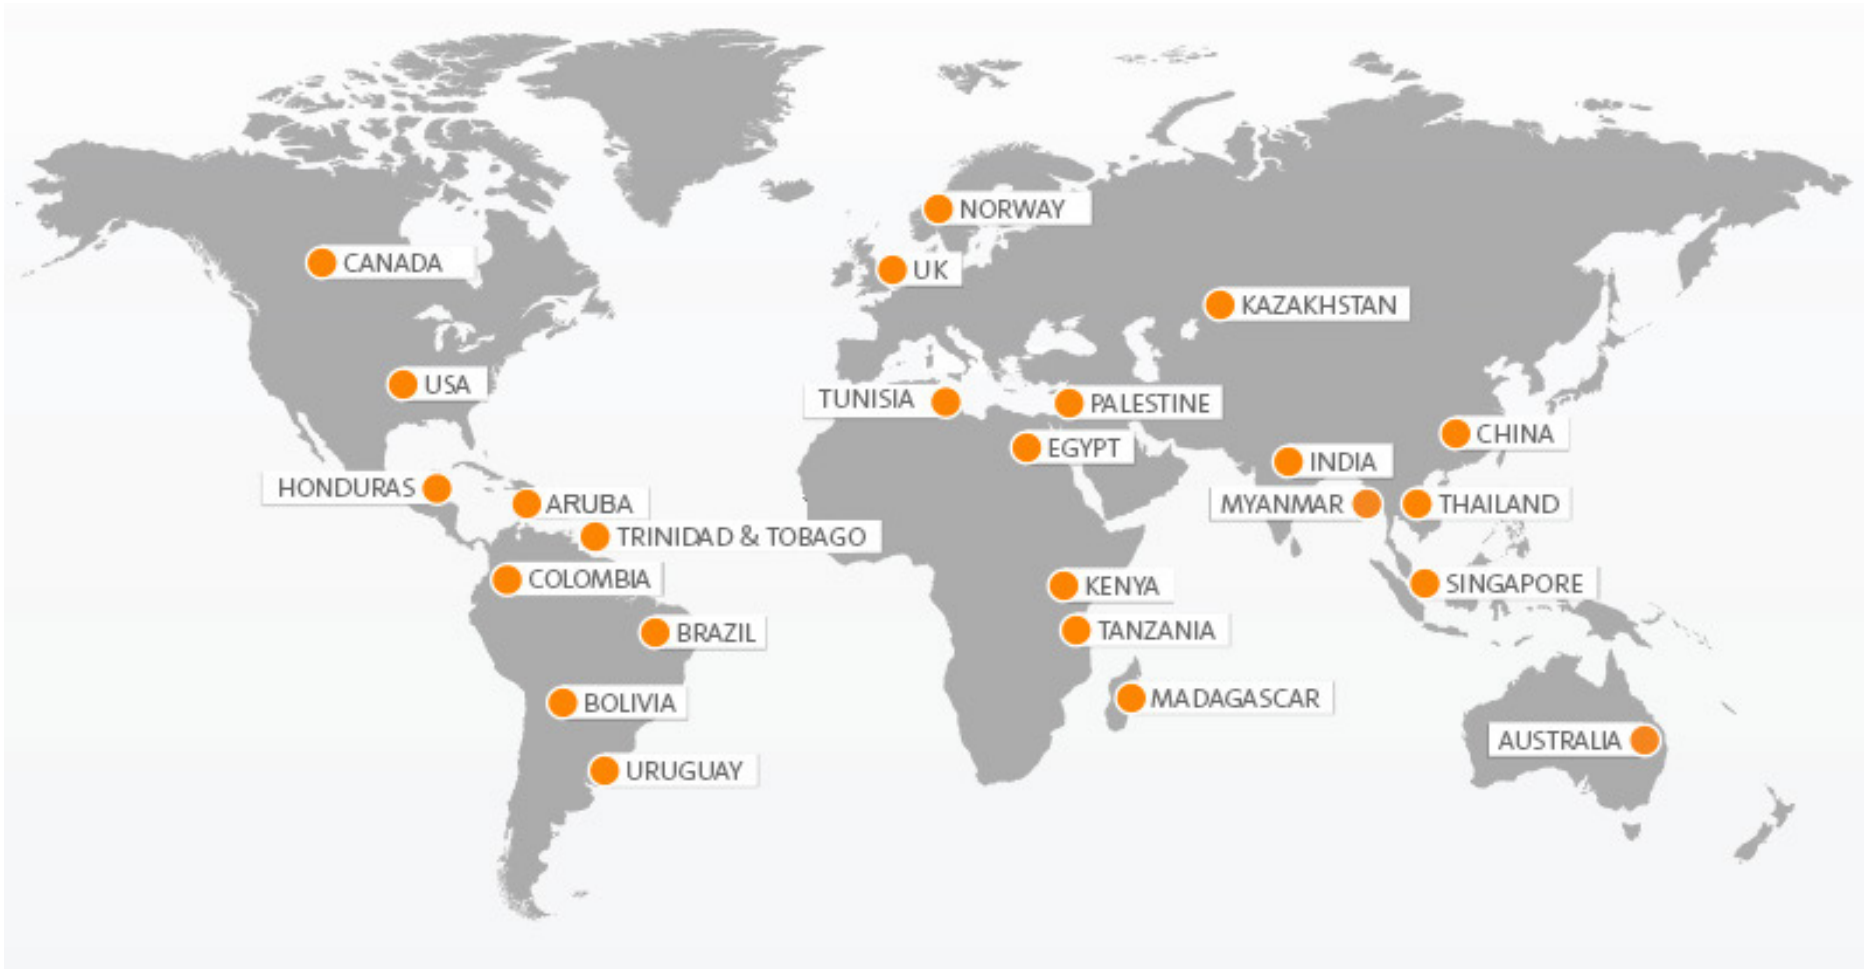 NORWAY
CANADA
UK
KAZAKHSTAN
USA
TUNISIA
PALESTINE
CHINA
EGYPT
INDIA
HONDURAS
ARUBA
MYANMAR
THAILAND
TRINIDAD & TOBAGO
COLOMBIA
KENYA
SINGAPORE
BRAZIL
TANZANIA
BOLIVIA
MADAGASCAR
AUSTRALIA
URUGUAY